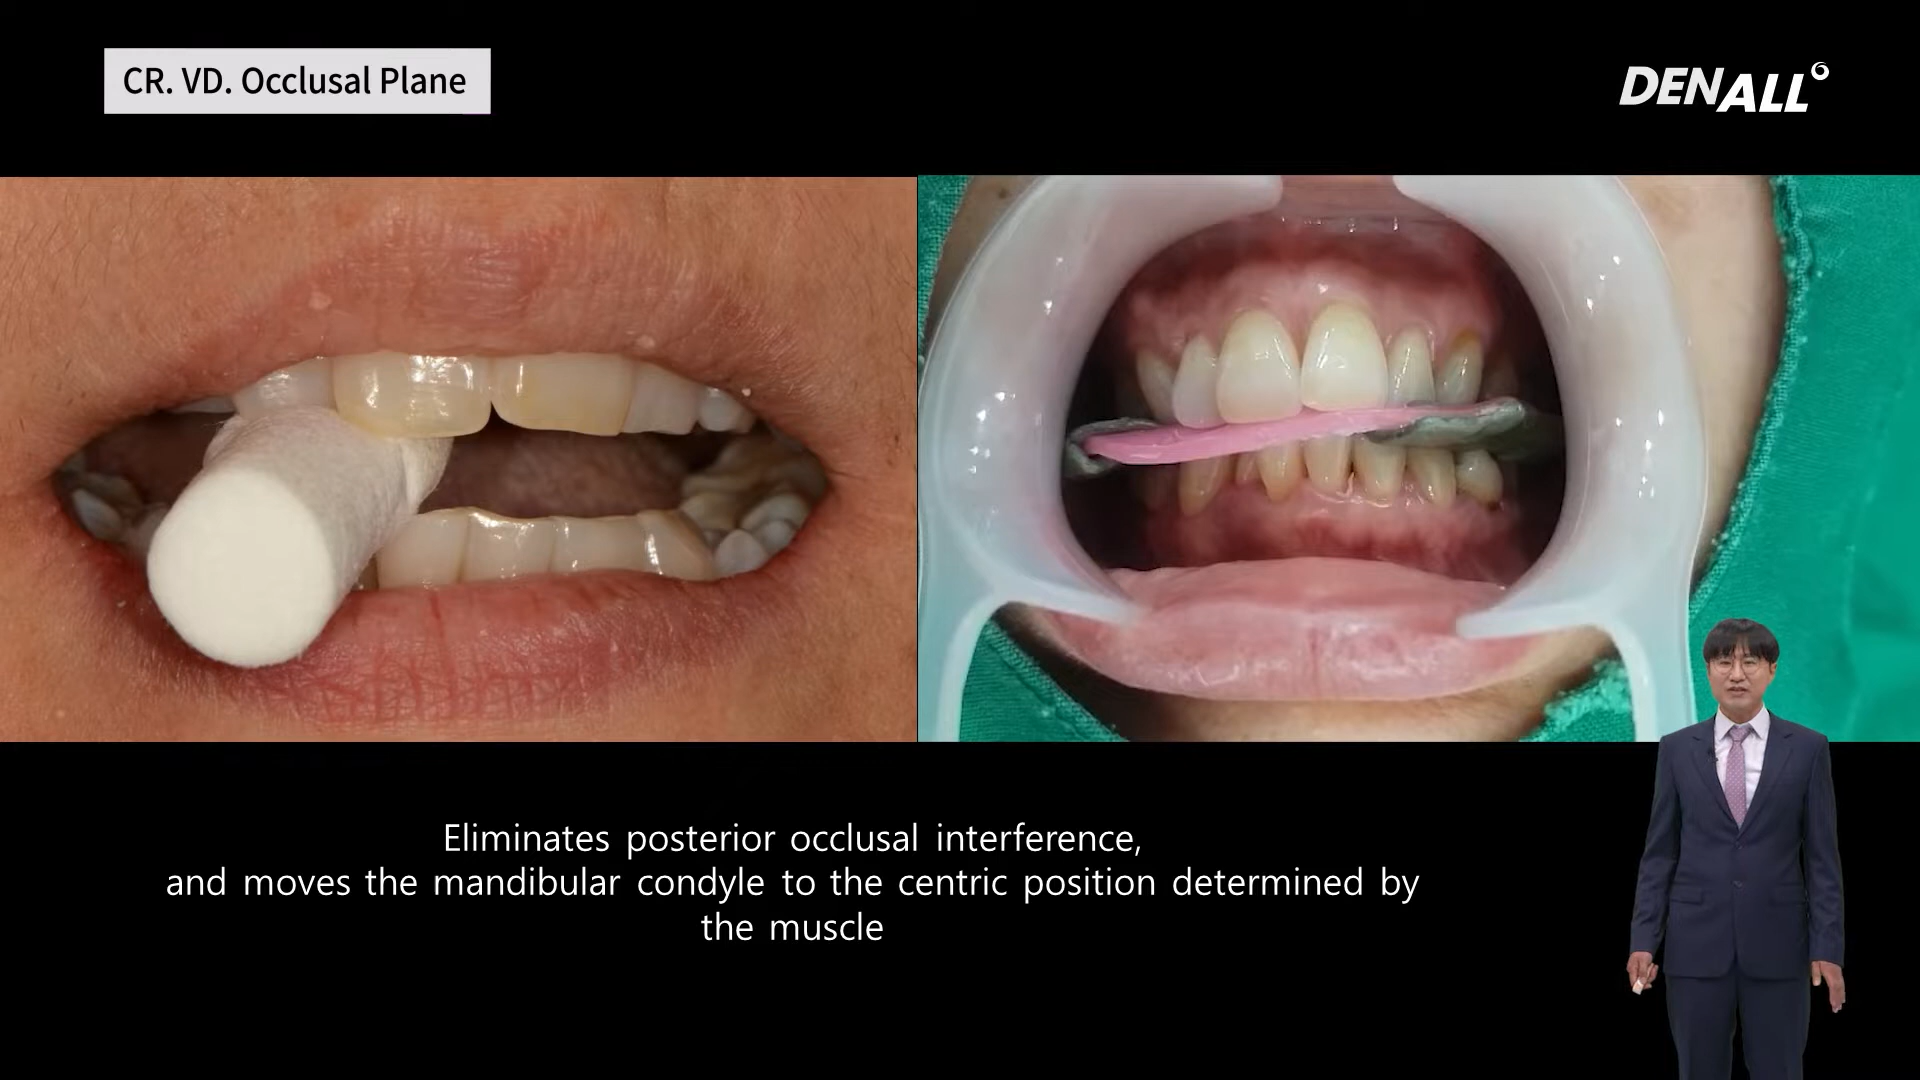 CR. VD. Occlusal Plane
DENALL
Eliminates posterior occlusal interference,
and moves the mandibular condyle to the centric position determined by
the muscle